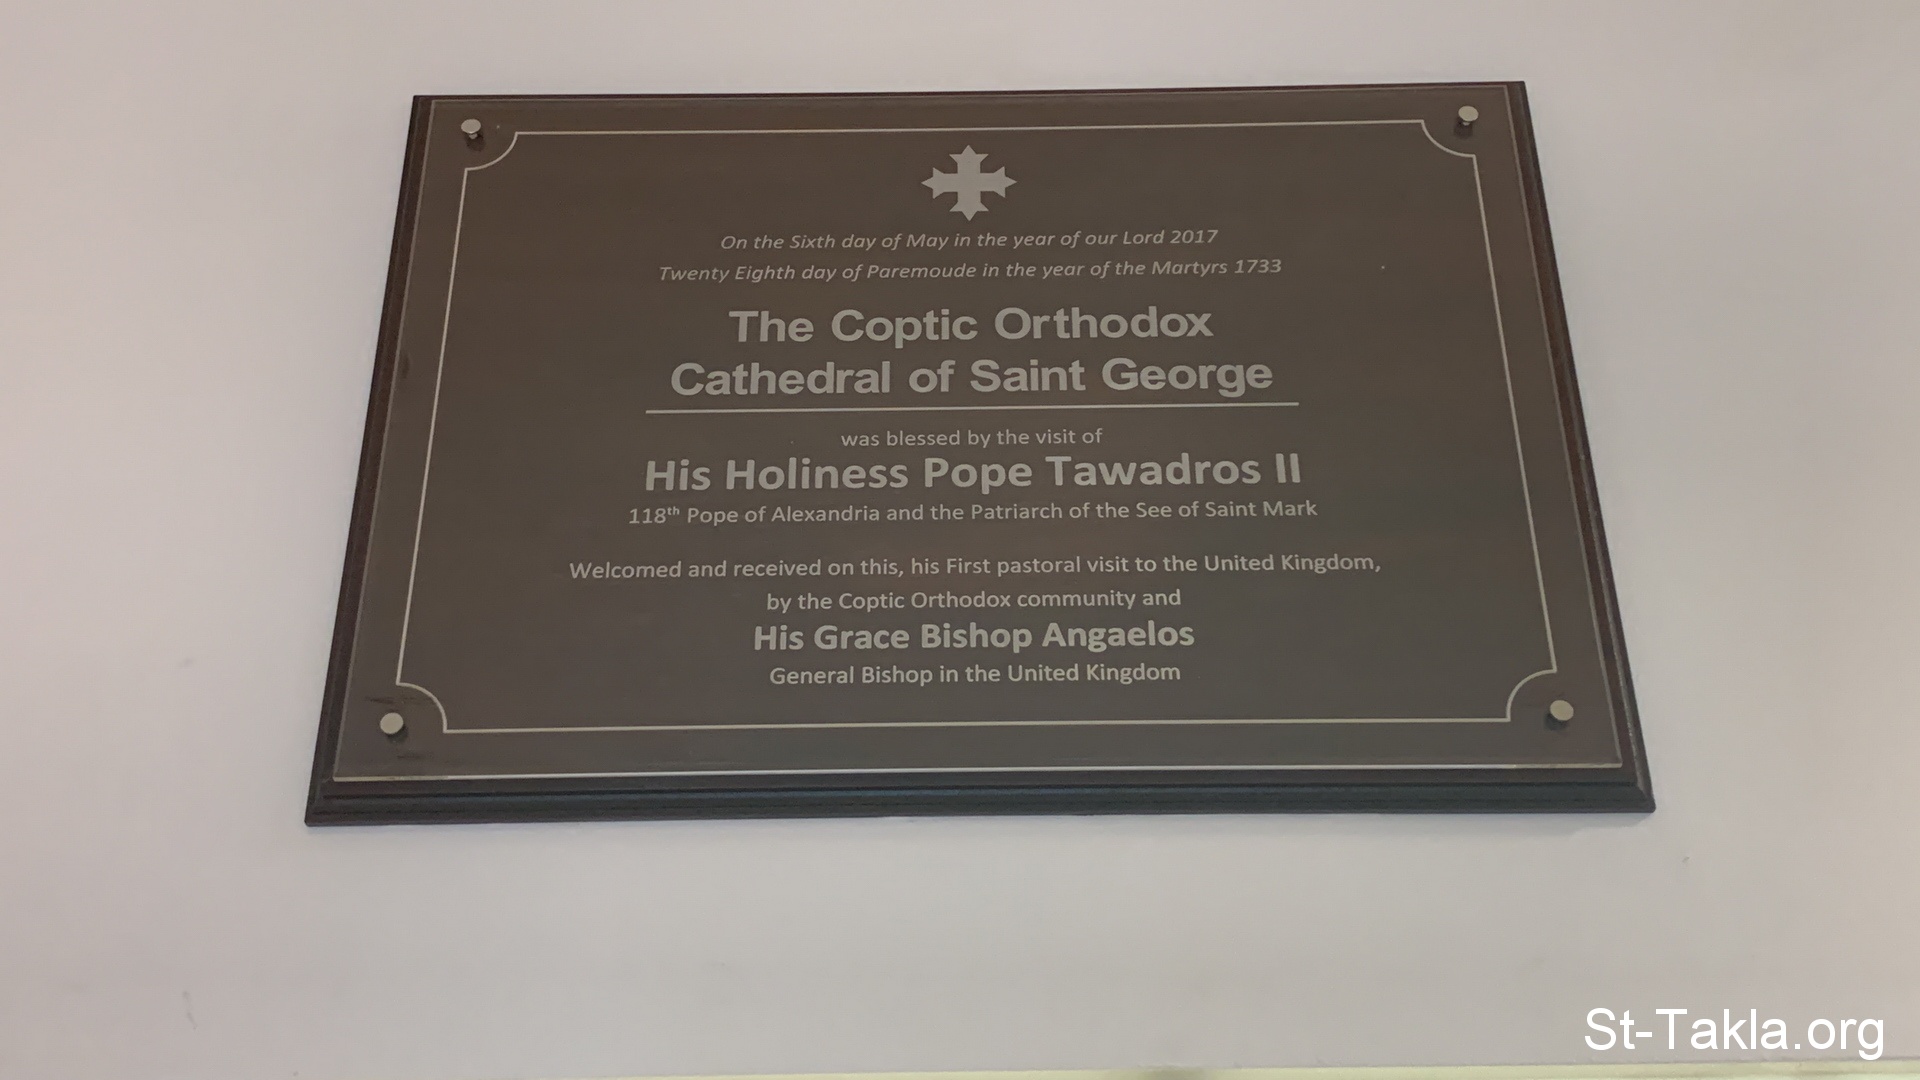 On the Sixth day of May in the year of our Lord 2017
Twenty Eighth day of Paremoude in the year of the Martyrs 1733
The Coptic Orthodox
Cathedral of Saint George
was blessed by the visit of
His Holiness Pope Tawadros II
118th Pope of Alexandria and the Patriarch of the See of Saint Mark
Welcomed and received on this, his First pastoral visit to the United Kingdom,
by the Coptic Orthodox community and
His Grace Bishop Angaelos
General Bishop in the United Kingdom
St-Takla.org